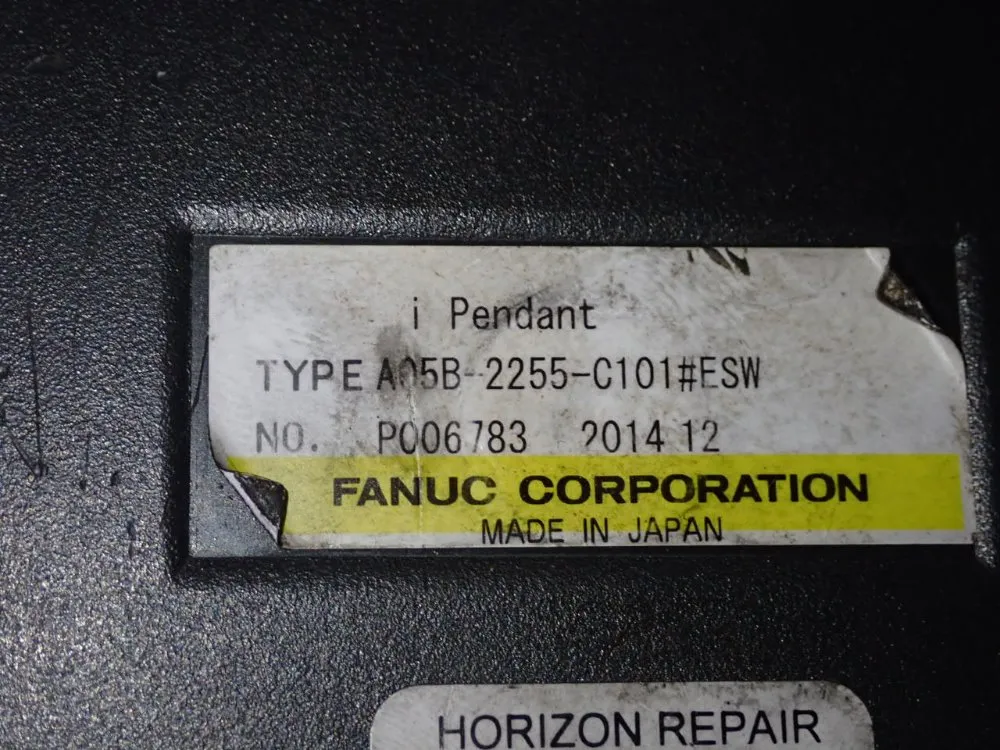 i Pendant
TYPE A05B-2255-C101#ESW
NO. P006783 2014.12
FANUC CORPORATION
MADE IN JAPAN
HORIZON REPAIR